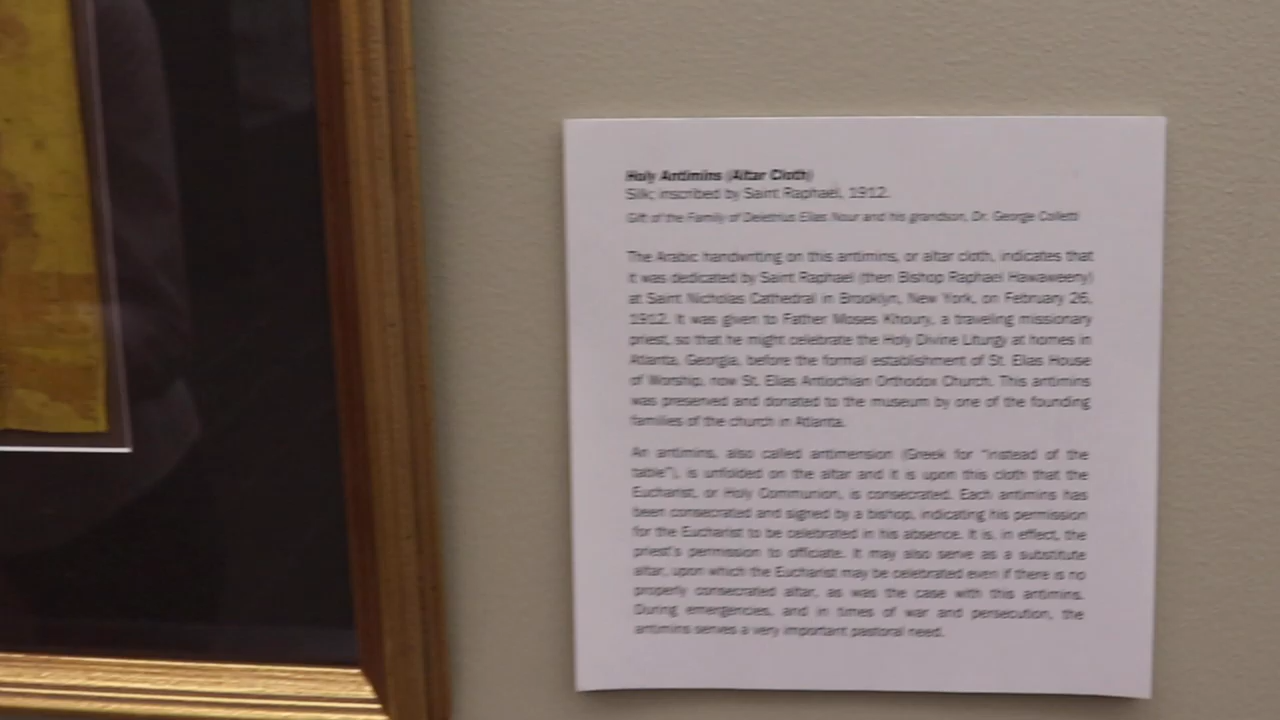 Holy Antimins (Altar Cloth)
Silk; inscribed by Saint Raphael, 1912.
Gift of the Family of Deletrius Elias Nour and his grandson, Dr. George Colletti
The Arabic handwriting on this antimins, or altar cloth, indicates that
it was dedicated by Saint Raphael (then Bishop Raphael Hawaweeny)
at Saint Nicholas Cathedral in Brooklyn, New York, on February 26,
1912. It was given to Father Moses Khoury, a traveling missionary
priest, so that he might celebrate the Holy Divine Liturgy at homes in
Atlanta, Georgia, before the formal establishment of St. Elias House
of Worship, now St. Elias Antiochian Orthodox Church. This antimins
was preserved and donated to the museum by one of the founding
families of the church in Atlanta.
An antimins, also called antimension (Greek for "instead of the
table"), is unfolded on the altar and it is upon this cloth that the
Eucharist, or Holy Communion, is consecrated. Each antimins has
been consecrated and signed by a bishop, indicating his permission
for the Eucharist to be celebrated in his absence. It is, in effect, the
priest's permission to officiate. It may also serve as a substitute
altar, upon which the Eucharist may be celebrated even if there is no
properly consecrated altar, as was the case with this antimins.
During emergencies, and in times of war and persecution, the
antimins serves a very important pastoral need.